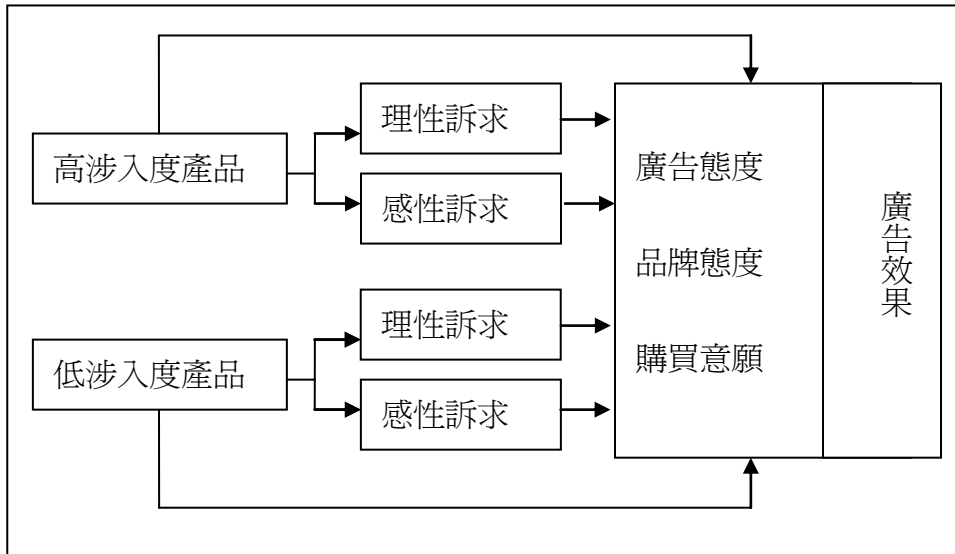 高涉入度產品
理性訴求
感性訴求
低涉入度產品
理性訴求
感性訴求
廣告態度
品牌態度
購買意願
廣告效果